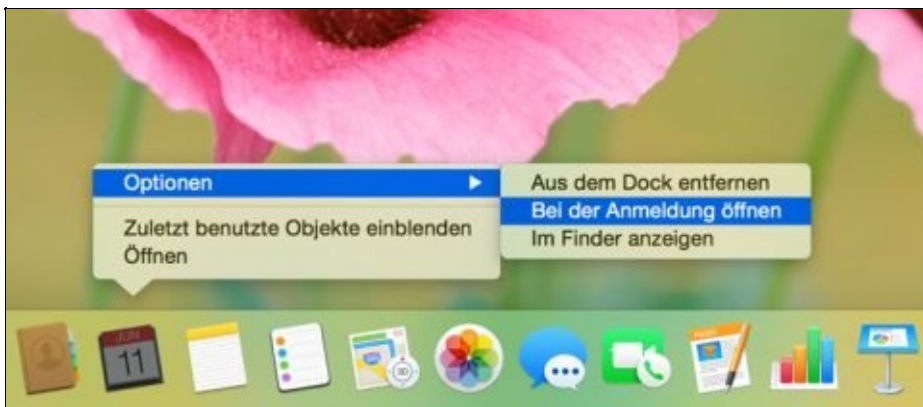 Optionen
Aus dem Dock entfernen
Bei der Anmeldung öffnen
Im Finder anzeigen
Zuletzt benutzte Objekte einblenden
Öffnen
JUN
11
3D